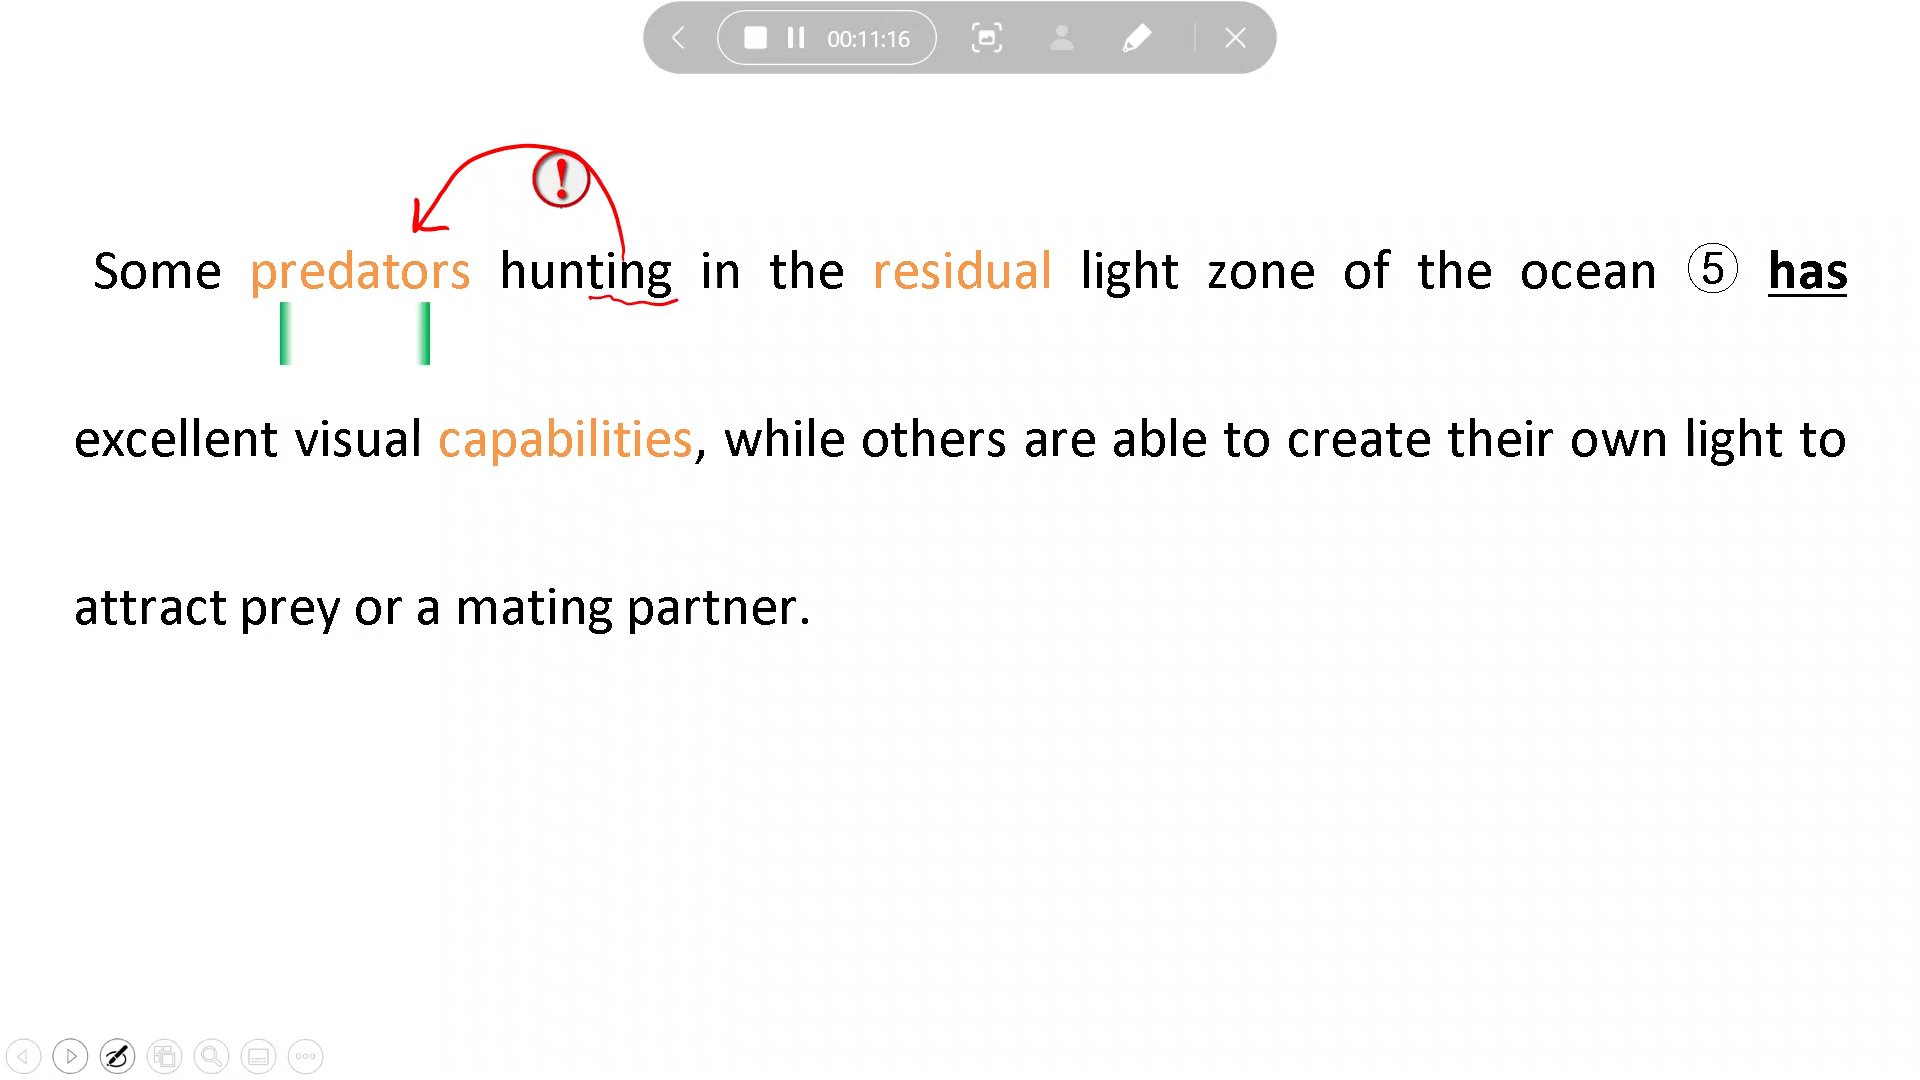 00:11:16
Some predators hunting in the residual light zone of the ocean ⑤ has
excellent visual capabilities, while others are able to create their own light to
attract prey or a mating partner.